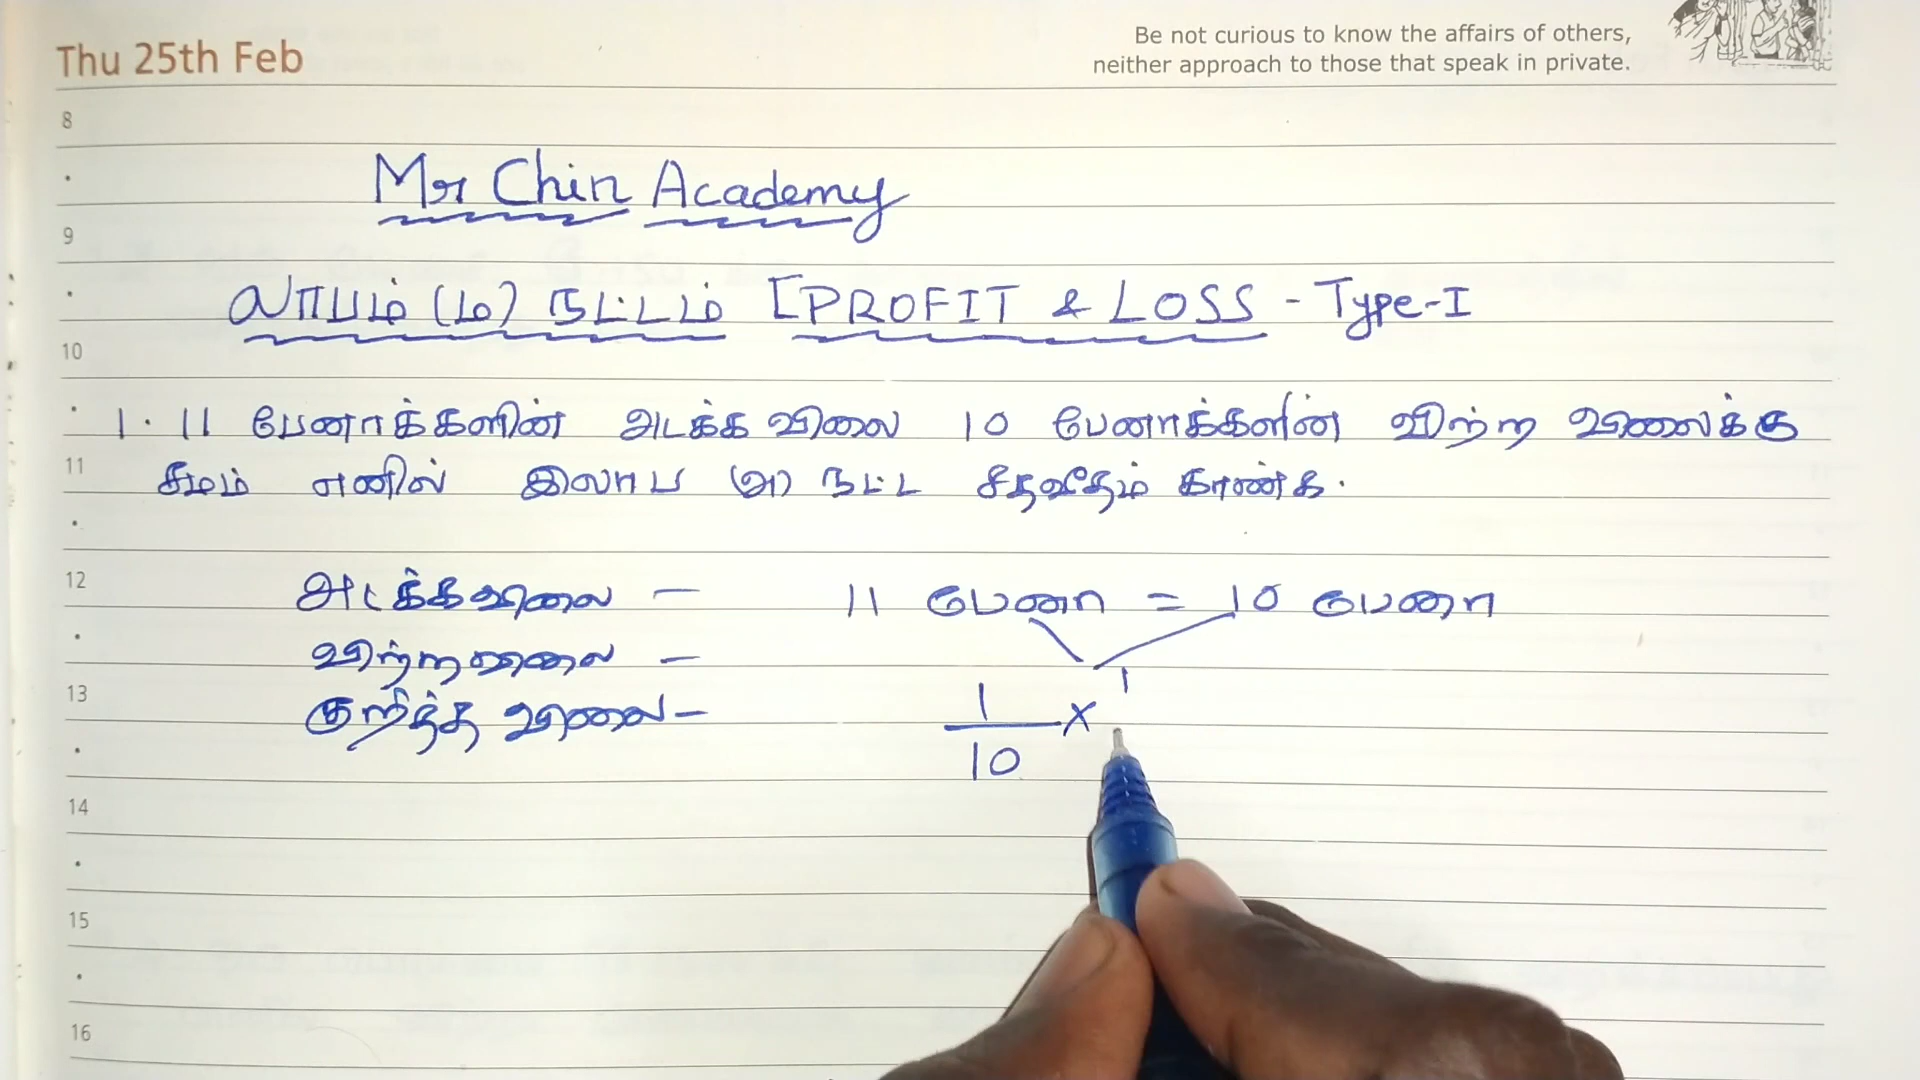 Thu 25th Feb
Be not curious to know the affairs of others,
neither approach to those that speak in private.
8
Mr Chin Academy
9
லாபம் (ம) நட்டம் [PROFIT & LOSS - Type-I
10
1. 11 பேனாக்களின் அடக்க விலை 10 பேனாக்களின் விற்ற விலைக்கு
11
சமம் எனில் இலாப (அ) நட்ட சதவீதம் காண்க.
12
அடக்கவிலை — 11 பேனா = 10 பேனா
விற்றவிலை —
13
குறித்த விலை — 1/10 × 1
14
15
16